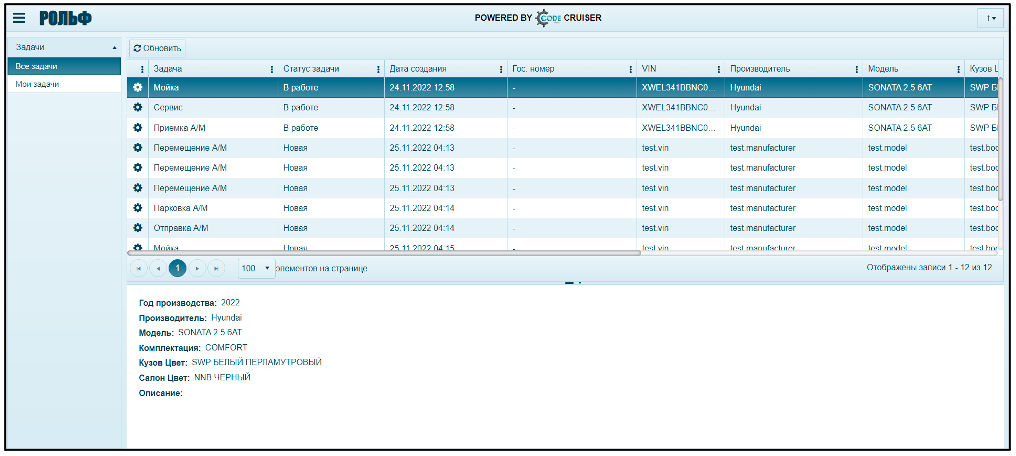 РОЛЬФ POWERED BY CODE CRUISER
Задачи
Все задачи
Мои задачи
Обновить
Задача Статус задачи Дата создания Гос. номер VIN Производитель Модель Кузов Ц
Мойка В работе 24.11.2022 12:58 - XWEL341BBNC0... Hyundai SONATA 2.5 6AT SWP БЕ
Сервис В работе 24.11.2022 12:58 - XWEL341BBNC0... Hyundai SONATA 2.5 6AT SWP БЕ
Приемка А/М В работе 24.11.2022 12:58 - XWEL341BBNC0... Hyundai SONATA 2.5 6AT SWP БЕ
Перемещение А/М Новая 25.11.2022 04:13 - test.vin test.manufacturer test.model test.boc
Перемещение А/М Новая 25.11.2022 04:13 - test.vin test.manufacturer test.model test.boc
Перемещение А/М Новая 25.11.2022 04:13 - test.vin test.manufacturer test.model test.boc
Парковка А/М Новая 25.11.2022 04:14 - test.vin test.manufacturer test.model test.boc
Отправка А/М Новая 25.11.2022 04:14 - test.vin test.manufacturer test.model test.boc
Мойка Новая 25.11.2022 04:15 - test.vin test.manufacturer test.model test.boc
1 100 элементов на странице Отображены записи 1 - 12 из 12
Год производства: 2022
Производитель: Hyundai
Модель: SONATA 2.5 6AT
Комплектация: COMFORT
Кузов Цвет: SWP БЕЛЫЙ ПЕРЛАМУТРОВЫЙ
Салон Цвет: NNB ЧЕРНЫЙ
Описание: